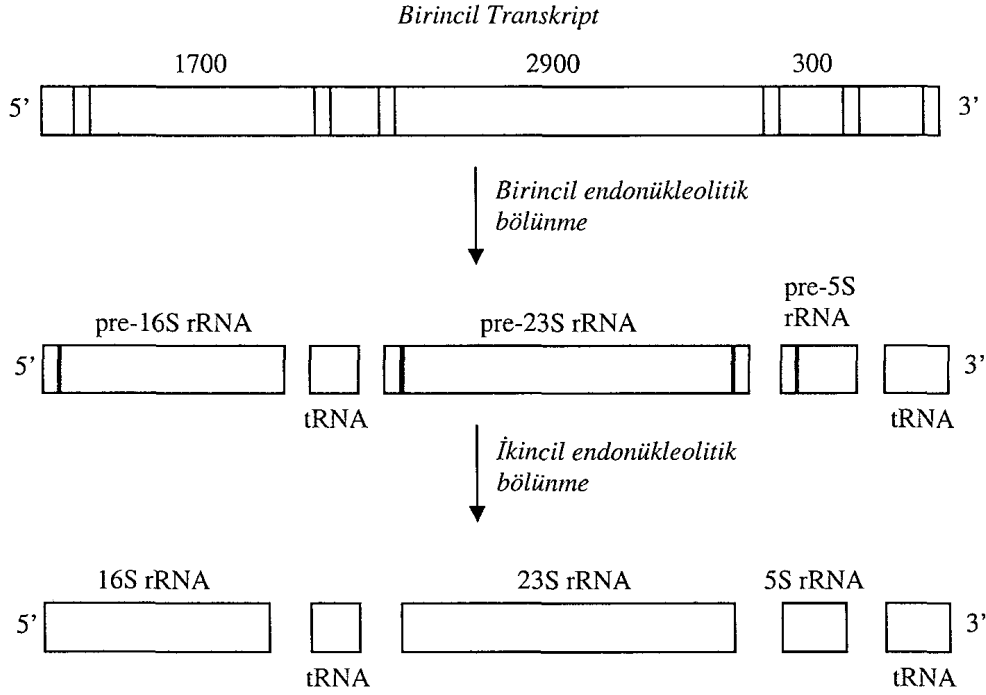 Birincil Transkript
1700 2900 300
5’ 3’
Birincil endonükleolitik
bölünme
pre-16S rRNA pre-23S rRNA pre-5S
rRNA
5’ 3’
tRNA tRNA
İkincil endonükleolitik
bölünme
16S rRNA 23S rRNA 5S rRNA
5’ 3’
tRNA tRNA